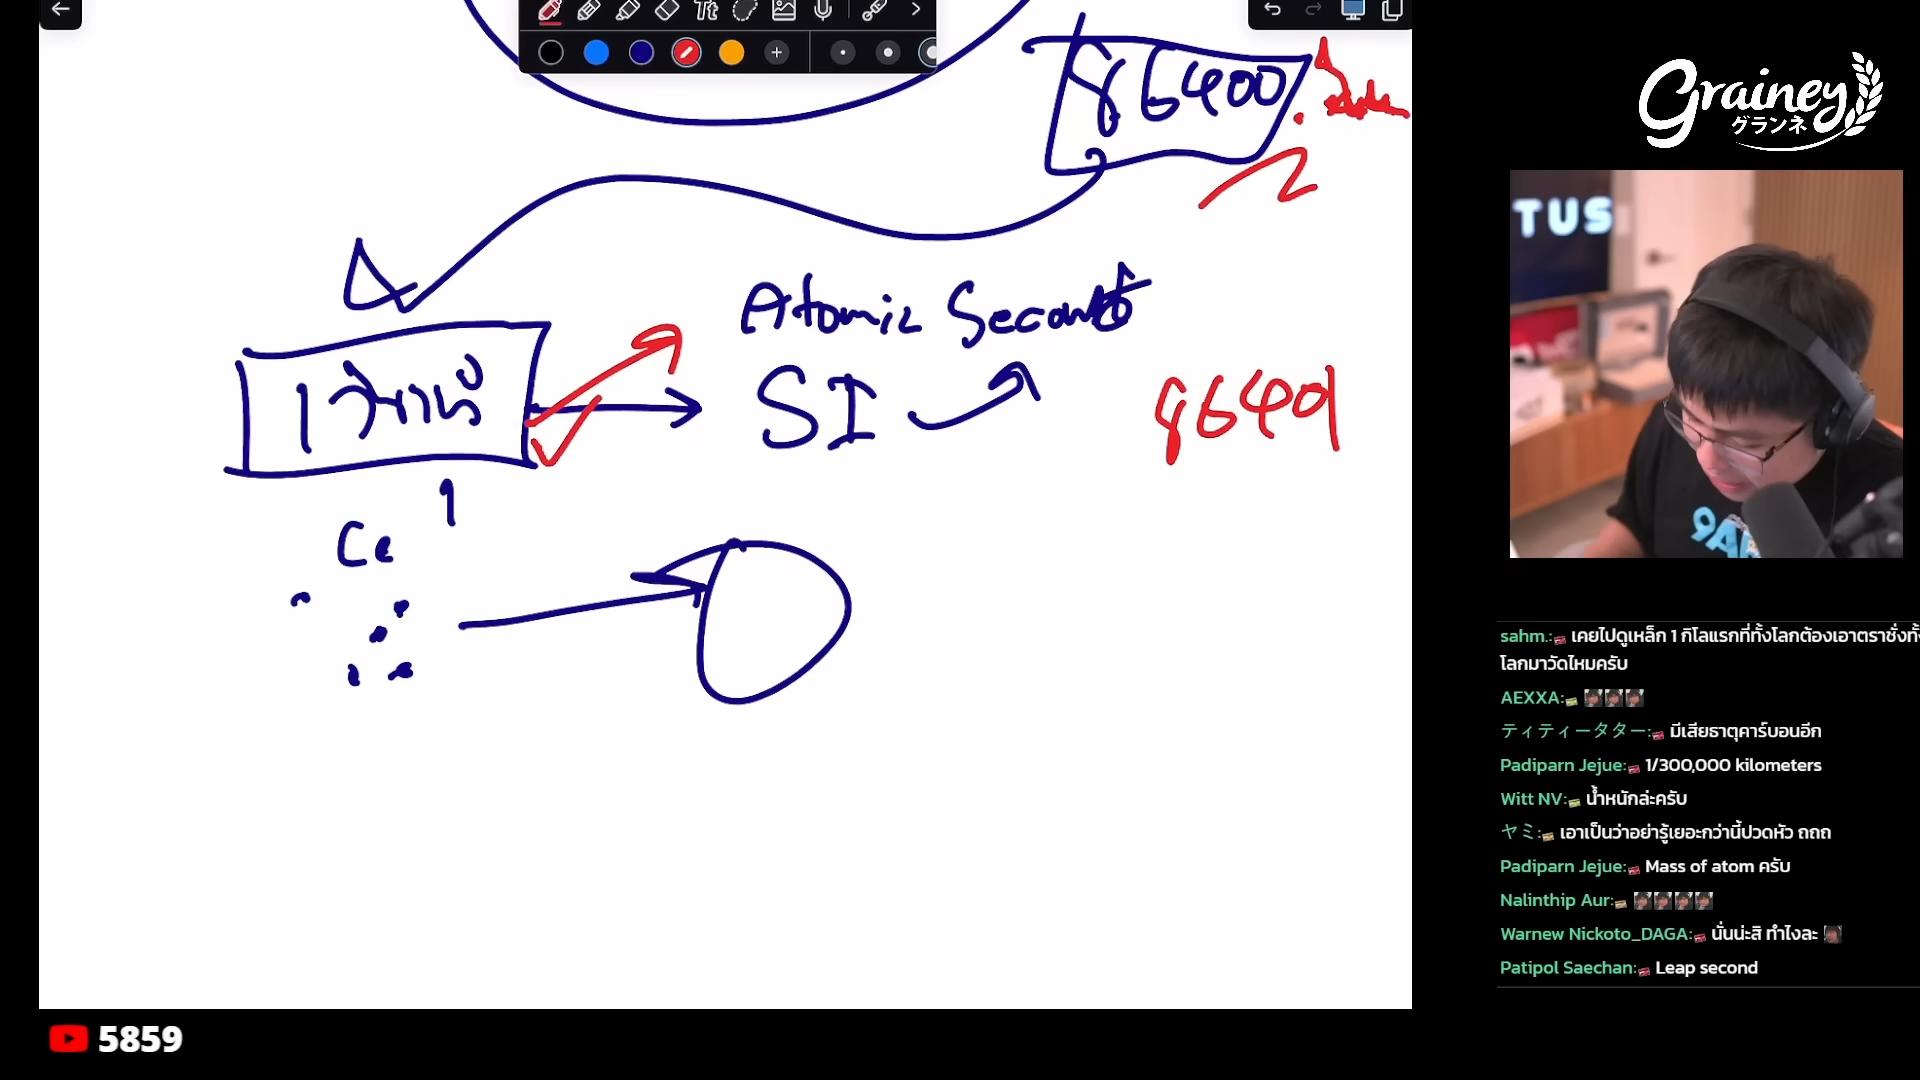 Tt
86400
Grainey
グランネ
TUS
Atomic Second
1 วินาที
SI
86401
1
Ce
9A
sahm.: เคยไปดูเหล็ก 1 กิโลแรกที่ทั้งโลกต้องเอาตราชั่งทั้ง
โลกมาวัดไหมครับ
AEXXA:
ティティータター: มีเสียธาตุคาร์บอนอีก
Padiparn Jejue: 1/300,000 kilometers
Witt NV: น้ำหนักล่ะครับ
ヤミ: เอาเป็นว่าอย่ารู้เยอะกว่านี้ปวดหัว ถถถ
Padiparn Jejue: Mass of atom ครับ
Nalinthip Aur:
Warnew Nickoto_DAGA: นั่นน่ะสิ ทำไงละ
Patipol Saechan: Leap second
5859